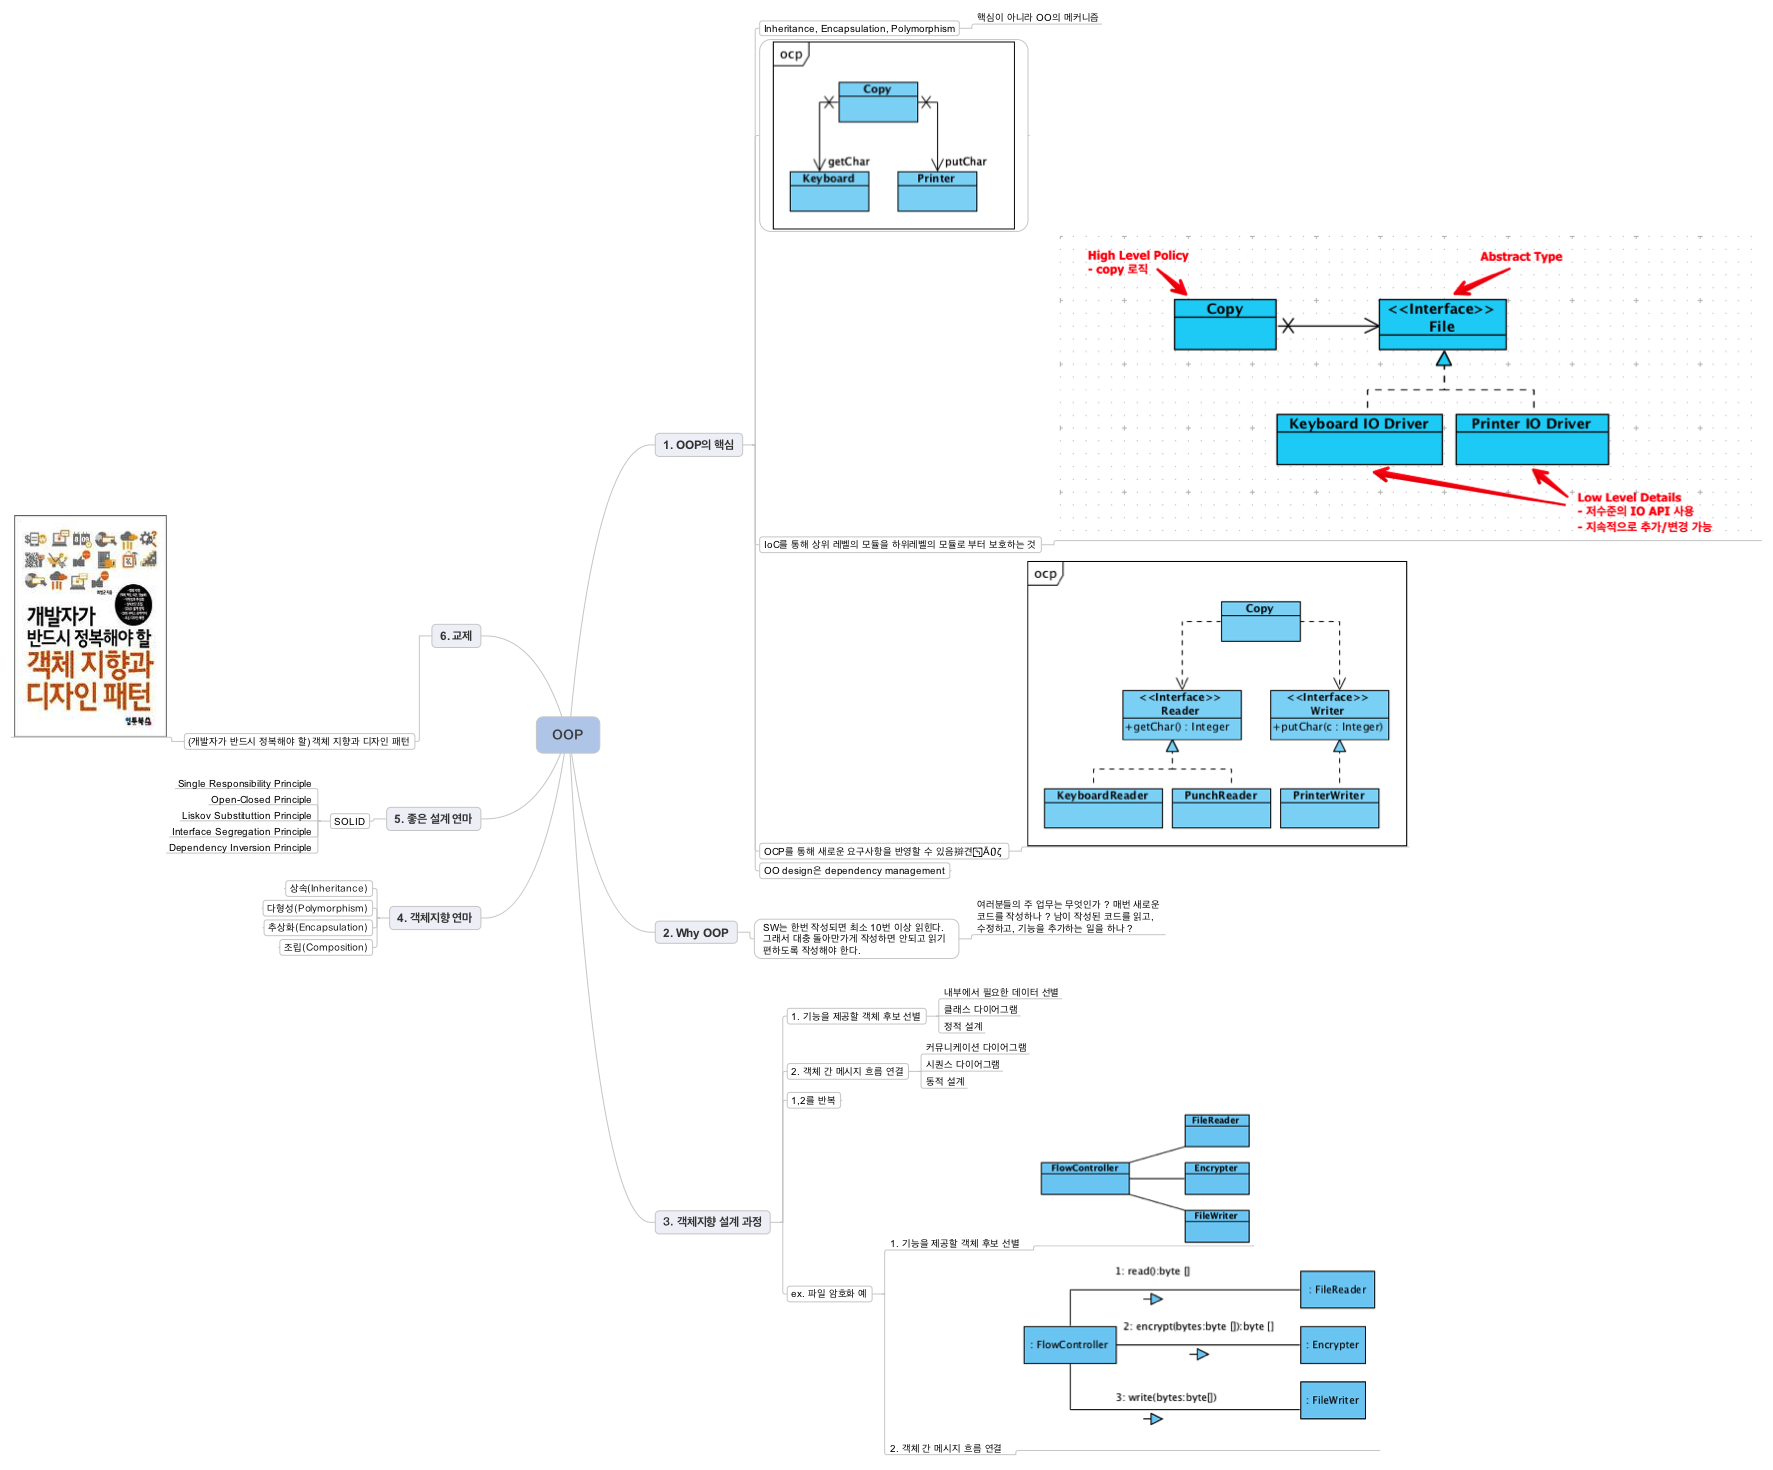 OOP
1. OOP의 핵심
Inheritance, Encapsulation, Polymorphism
핵심이 아니라 OO의 메커니즘
ocp
Copy
getChar
putChar
Keyboard
Printer
IoC를 통해 상위 레벨의 모듈을 하위레벨의 모듈로 부터 보호하는 것
High Level Policy
- copy 로직
Abstract Type
Copy
<<Interface>>
File
Keyboard IO Driver
Printer IO Driver
Low Level Details
- 저수준의 IO API 사용
- 지속적으로 추가/변경 가능
OCP를 통해 새로운 요구사항을 반영할 수 있음
ocp
Copy
<<Interface>>
Reader
+getChar() : Integer
<<Interface>>
Writer
+putChar(c : Integer)
KeyboardReader
PunchReader
PrinterWriter
OO design은 dependency management
2. Why OOP
SW는 한번 작성되면 최소 10번 이상 읽힌다.
그래서 대충 돌아만가게 작성하면 안되고 읽기
편하도록 작성해야 한다.
여러분들의 주 업무는 무엇인가 ? 매번 새로운
코드를 작성하나 ? 남이 작성된 코드를 읽고,
수정하고, 기능을 추가하는 일을 하나 ?
3. 객체지향 설계 과정
1. 기능을 제공할 객체 후보 선별
내부에서 필요한 데이터 선별
클래스 다이어그램
정적 설계
2. 객체 간 메시지 흐름 연결
커뮤니케이션 다이어그램
시퀀스 다이어그램
동적 설계
1,2를 반복
ex. 파일 암호화 예
1. 기능을 제공할 객체 후보 선별
FileReader
FlowController
Encrypter
FileWriter
2. 객체 간 메시지 흐름 연결
1: read():byte []
: FileReader
2: encrypt(bytes:byte []):byte []
: FlowController
: Encrypter
3: write(bytes:byte[])
: FileWriter
4. 객체지향 연마
상속(Inheritance)
다형성(Polymorphism)
추상화(Encapsulation)
조립(Composition)
5. 좋은 설계 연마
SOLID
Single Responsibility Principle
Open-Closed Principle
Liskov Substituttion Principle
Interface Segregation Principle
Dependency Inversion Principle
6. 교제
(개발자가 반드시 정복해야 할) 객체 지향과 디자인 패턴
개발자가
반드시 정복해야 할
객체 지향과
디자인 패턴